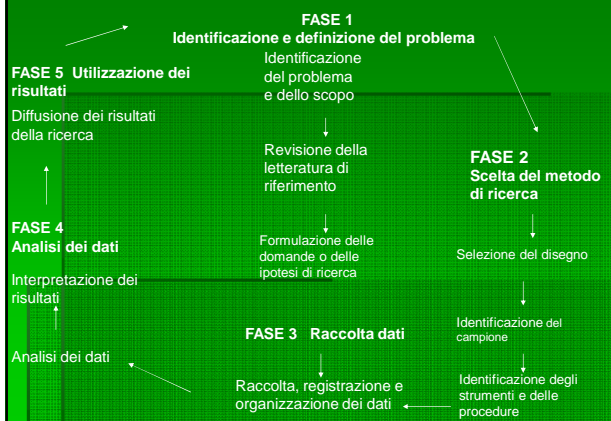 FASE 1
Identificazione e definizione del problema
Identificazione
del problema
e dello scopo
Revisione della
letteratura di
riferimento
Formulazione delle
domande o delle
ipotesi di ricerca
FASE 2
Scelta del metodo
di ricerca
Selezione del disegno
Identificazione del
campione
Identificazione degli
strumenti e delle
procedure
FASE 3 Raccolta dati
Raccolta, registrazione e
organizzazione dei dati
FASE 4
Analisi dei dati
Interpretazione dei
risultati
Analisi dei dati
FASE 5 Utilizzazione dei
risultati
Diffusione dei risultati
della ricerca